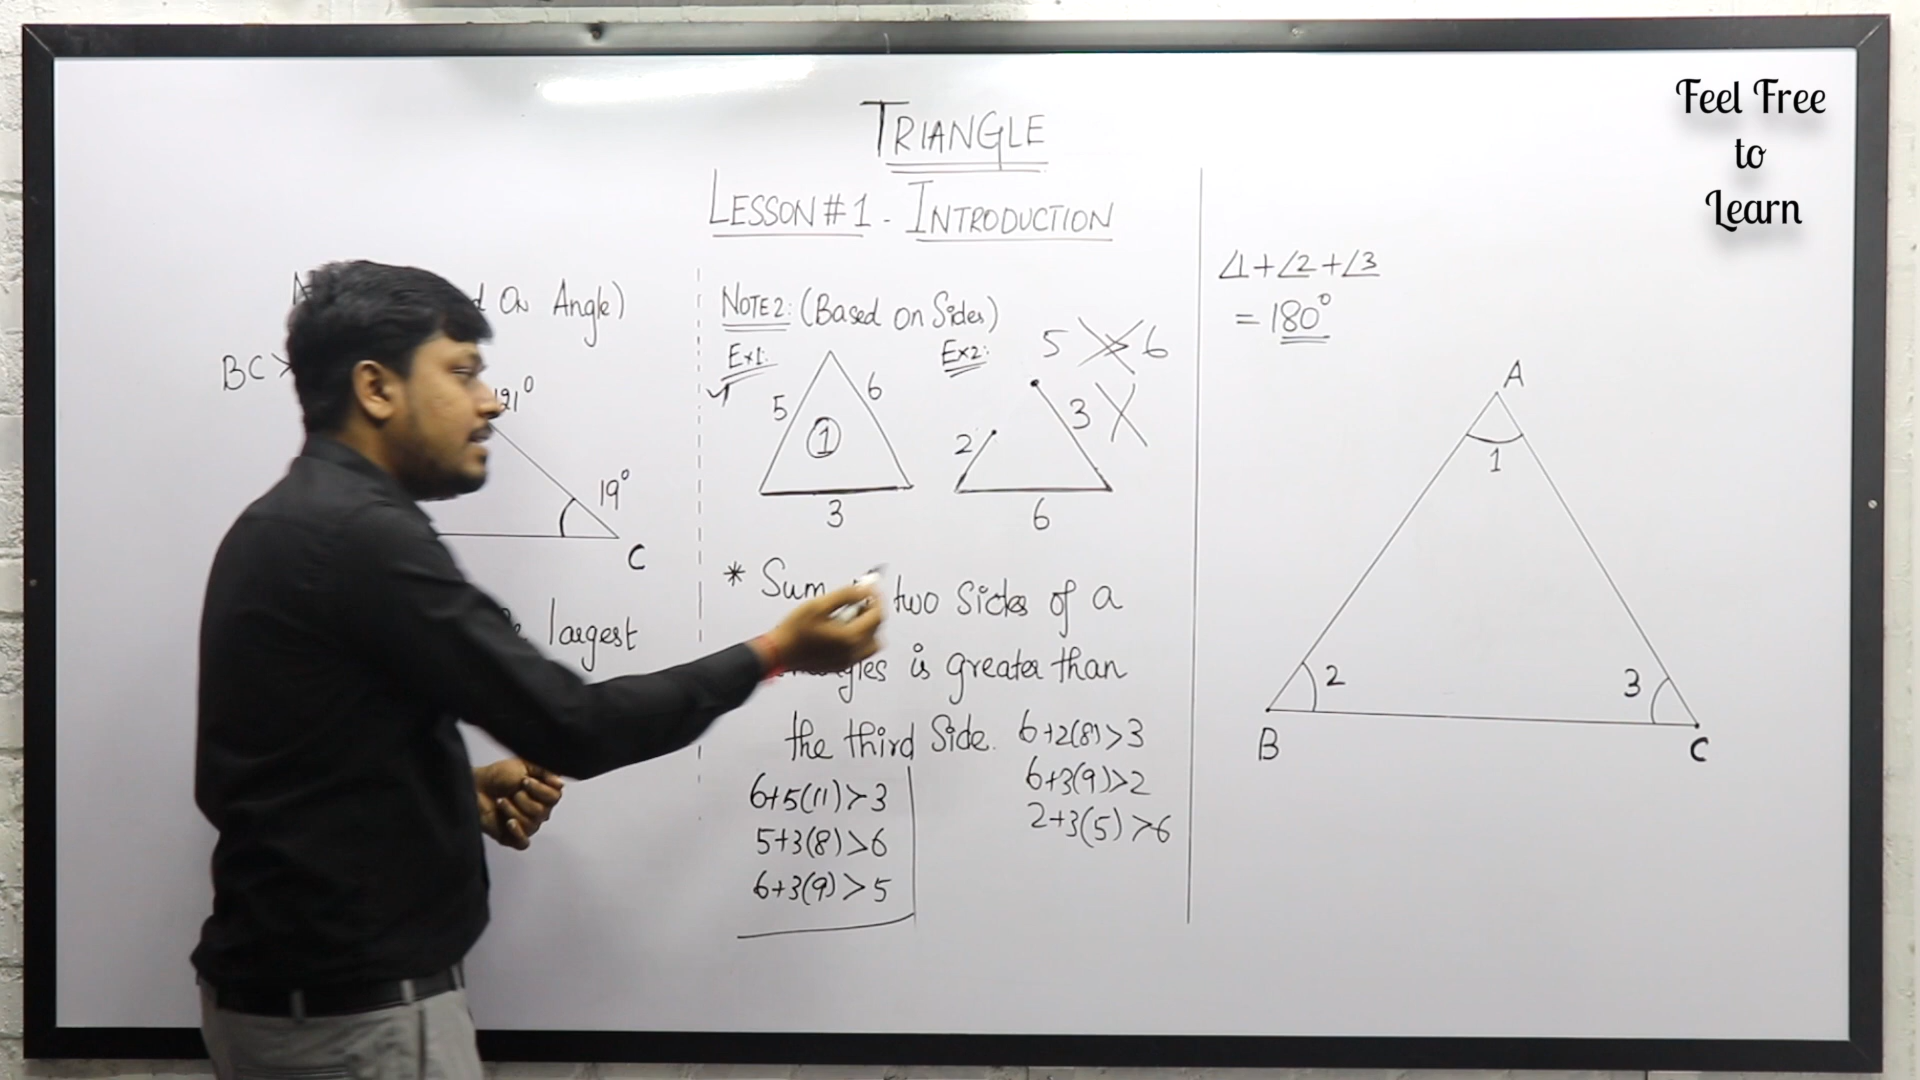 Feel Free
to
Learn
TRIANGLE
LESSON#1 - INTRODUCTION
On Angle)
BC >
121°
19°
C
largest
NOTE2: (Based on Sides)
Ex1:
5
6
1
3
Ex2:
5 > 6
2
3
6
* Sum two sides of a
is greater than
the third Side.
6+5(11)>3
5+3(8)>6
6+3(9)>5
6+2(8)>3
6+3(9)>2
2+3(5)>6
∠1+∠2+∠3
= 180°
A
1
2
3
B
C